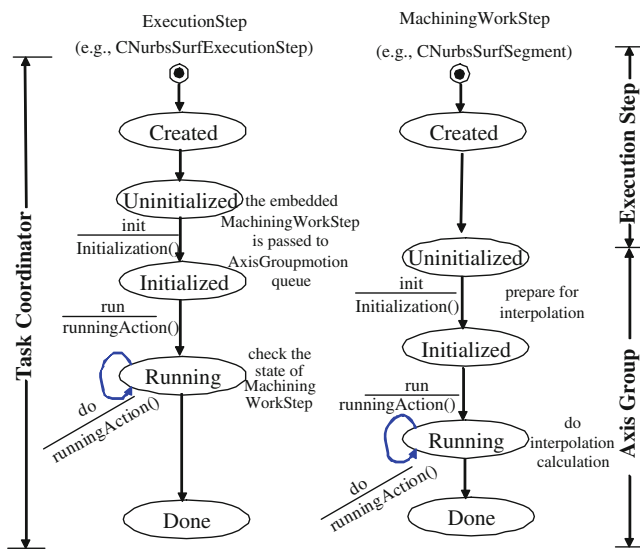 ExecutionStep
(e.g., CNurbsSurfExecutionStep)
MachiningWorkStep
(e.g., CNurbsSurfSegment)
Task Coordinator
Created
Uninitialized
the embedded
MachiningWorkStep
is passed to
AxisGroupmotion
queue
init
Initialization()
Initialized
run
runningAction()
Running
check the
state of
Machining
WorkStep
do
runningAction()
Done
Created
Uninitialized
init
Initialization()
prepare for
interpolation
Initialized
run
runningAction()
Running
do
interpolation
calculation
do
runningAction()
Done
Execution Step
Axis Group